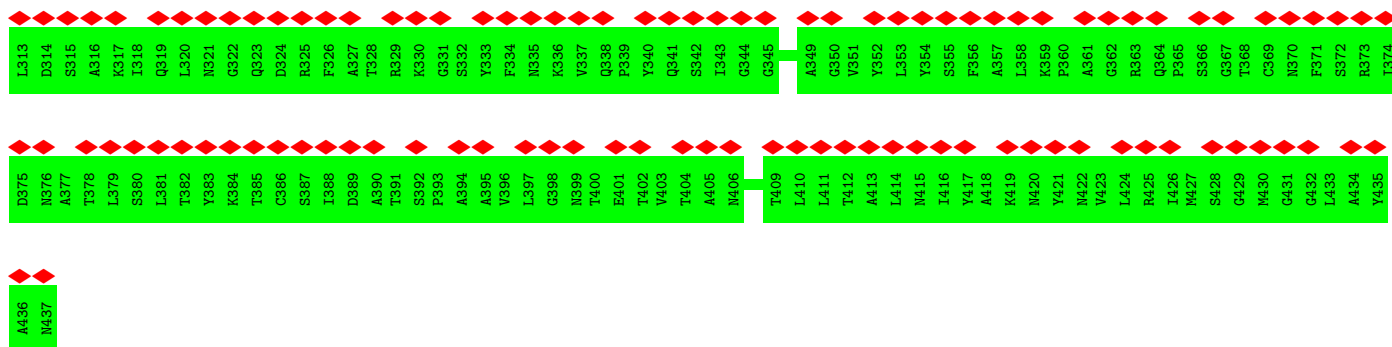 L313 D314 S315 A316 K317 I318 Q319 L320 N321 G322 Q323 D324 R325 F326 A327 T328 R329 K330 G331 S332 Y333 F334 N335 K336 V337 Q338 P339 Y340 Q341 S342 I343 G344 G345 A349 G350 V351 Y352 L353 Y354 S355 F356 A357 L358 K359 P360 A361 G362 R363 Q364 P365 S366 G367 T368 C369 N370 F371 S372 R373 I374
D375 N376 A377 T378 L379 S380 L381 T382 Y383 K384 T385 C386 S387 I388 D389 A390 T391 S392 P393 A394 A395 V396 L397 G398 N399 T400 E401 T402 V403 T404 A405 N406 T409 L410 L411 T412 A413 L414 N415 I416 Y417 A418 K419 N420 Y421 N422 V423 L424 R425 I426 M427 S428 G429 M430 G431 G432 L433 A434 Y435
A436 N437